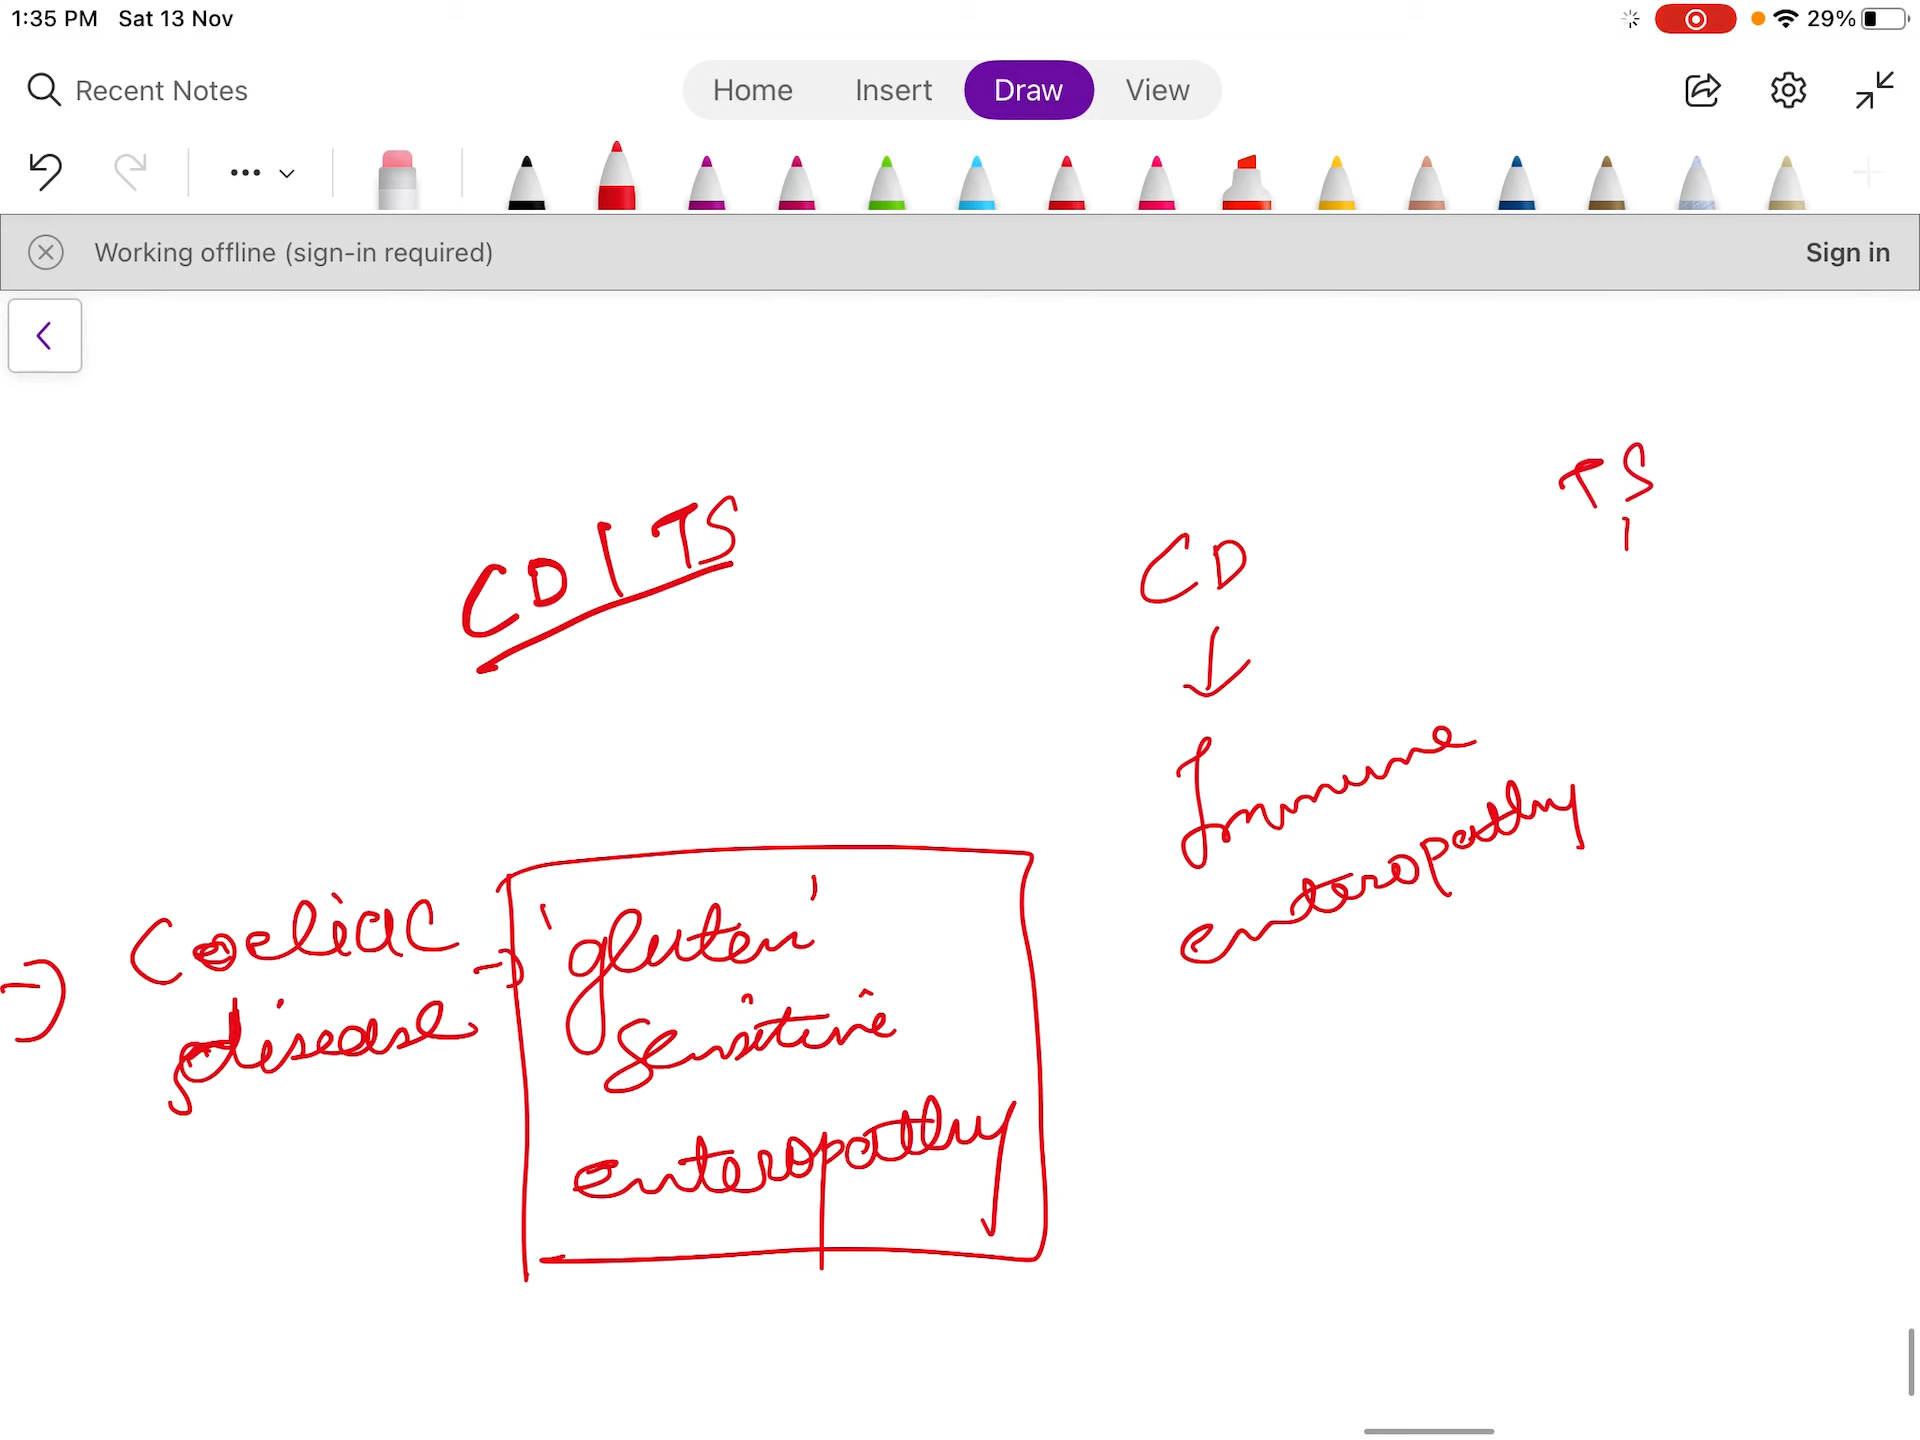 1:35 PM Sat 13 Nov
29%
Recent Notes
Home Insert Draw View
Working offline (sign-in required)
Sign in
CD | TS
TS
CD
↓
Immune
enteropathy
Coeliac
disease
'gluten'
sensitive
enteropathy